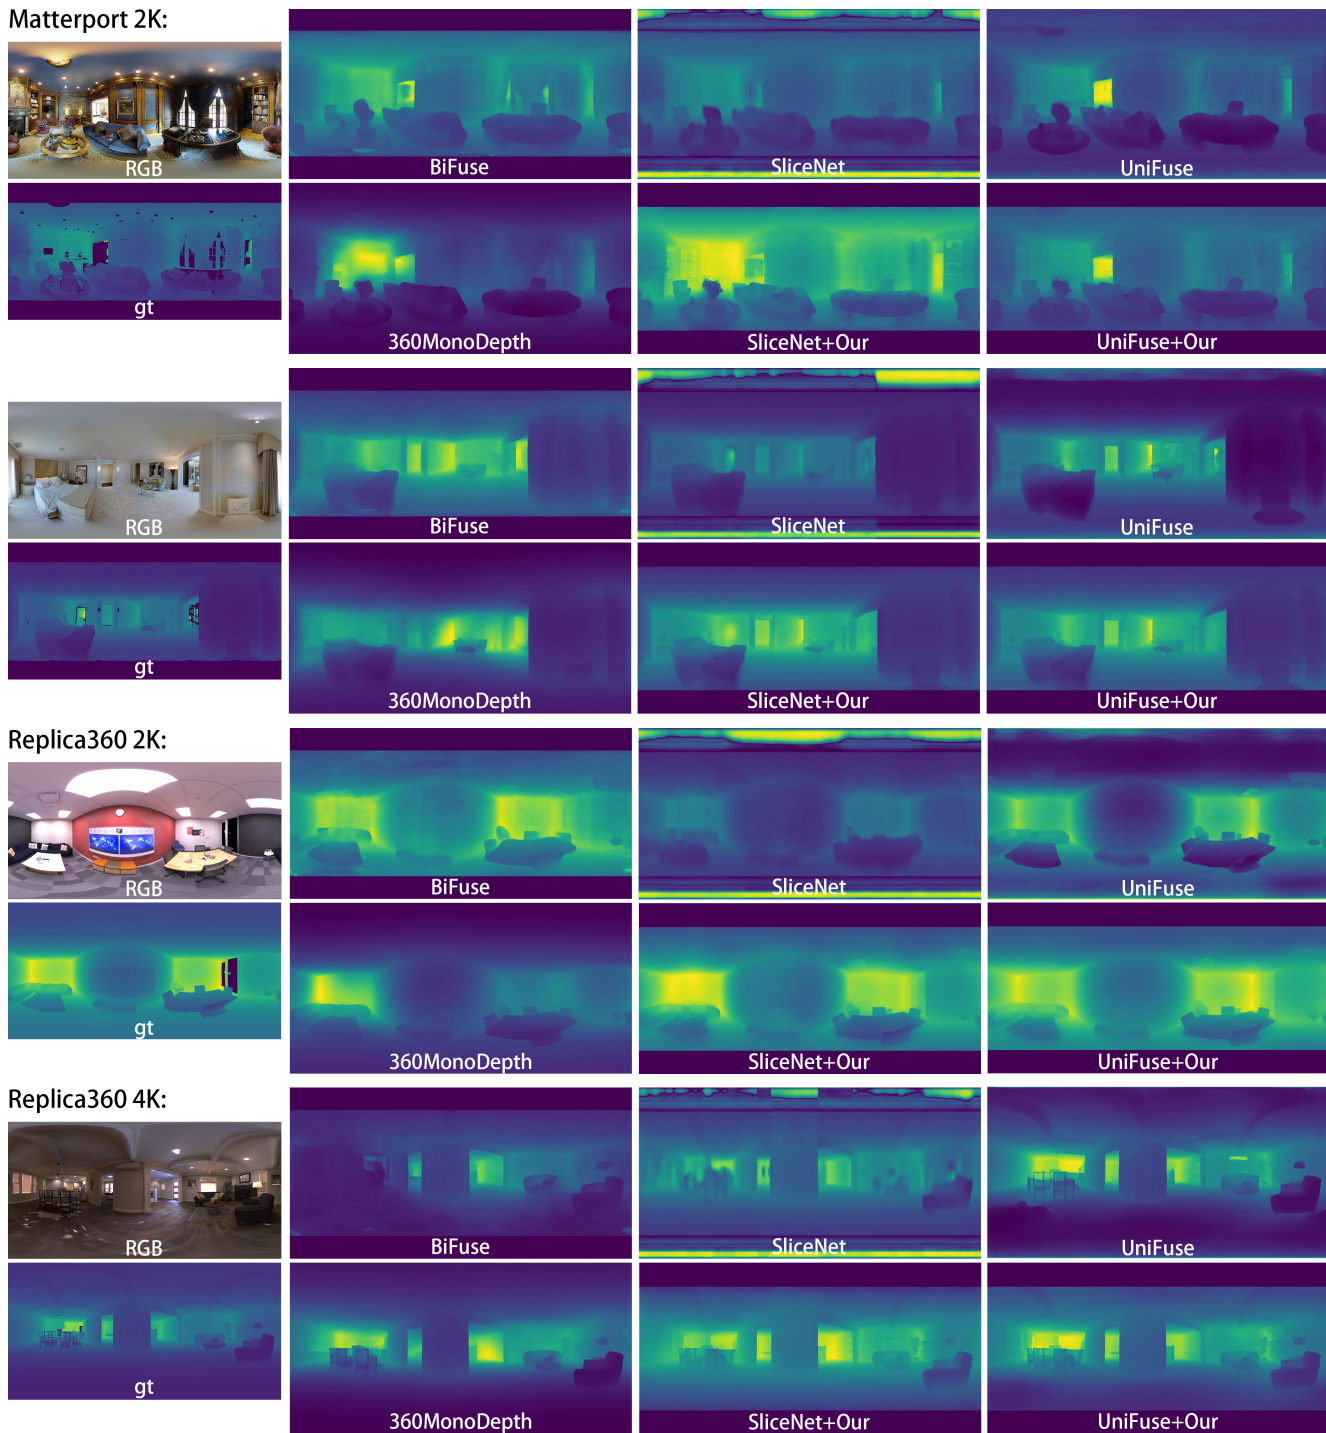 Matterport 2K:
RGB
BiFuse
SliceNet
UniFuse
gt
360MonoDepth
SliceNet+Our
UniFuse+Our
RGB
BiFuse
SliceNet
UniFuse
gt
360MonoDepth
SliceNet+Our
UniFuse+Our
Replica360 2K:
RGB
BiFuse
SliceNet
UniFuse
gt
360MonoDepth
SliceNet+Our
UniFuse+Our
Replica360 4K:
RGB
BiFuse
SliceNet
UniFuse
gt
360MonoDepth
SliceNet+Our
UniFuse+Our